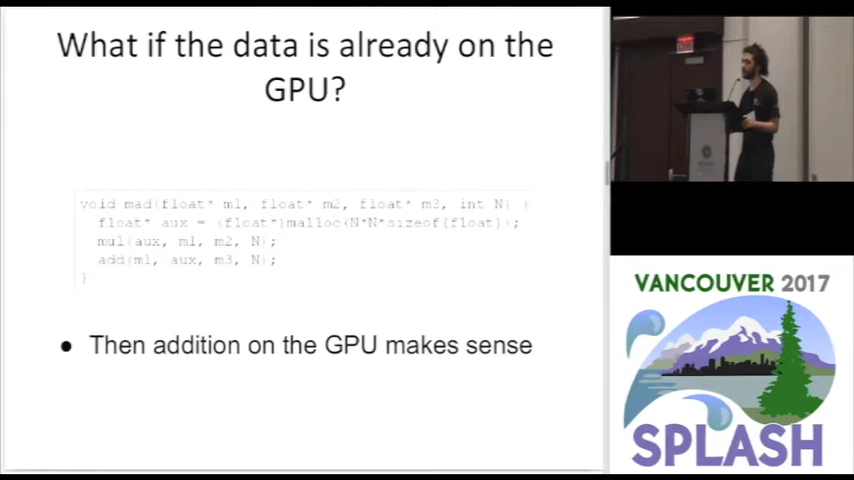 What if the data is already on the
GPU?
void mad(float* m1, float* m2, float* m3, int N) {
float* aux = (float*)malloc(N*N*sizeof(float));
mul(aux, m1, m2, N);
add(m1, aux, m3, N);
}
● Then addition on the GPU makes sense
VANCOUVER 2017
SPLASH